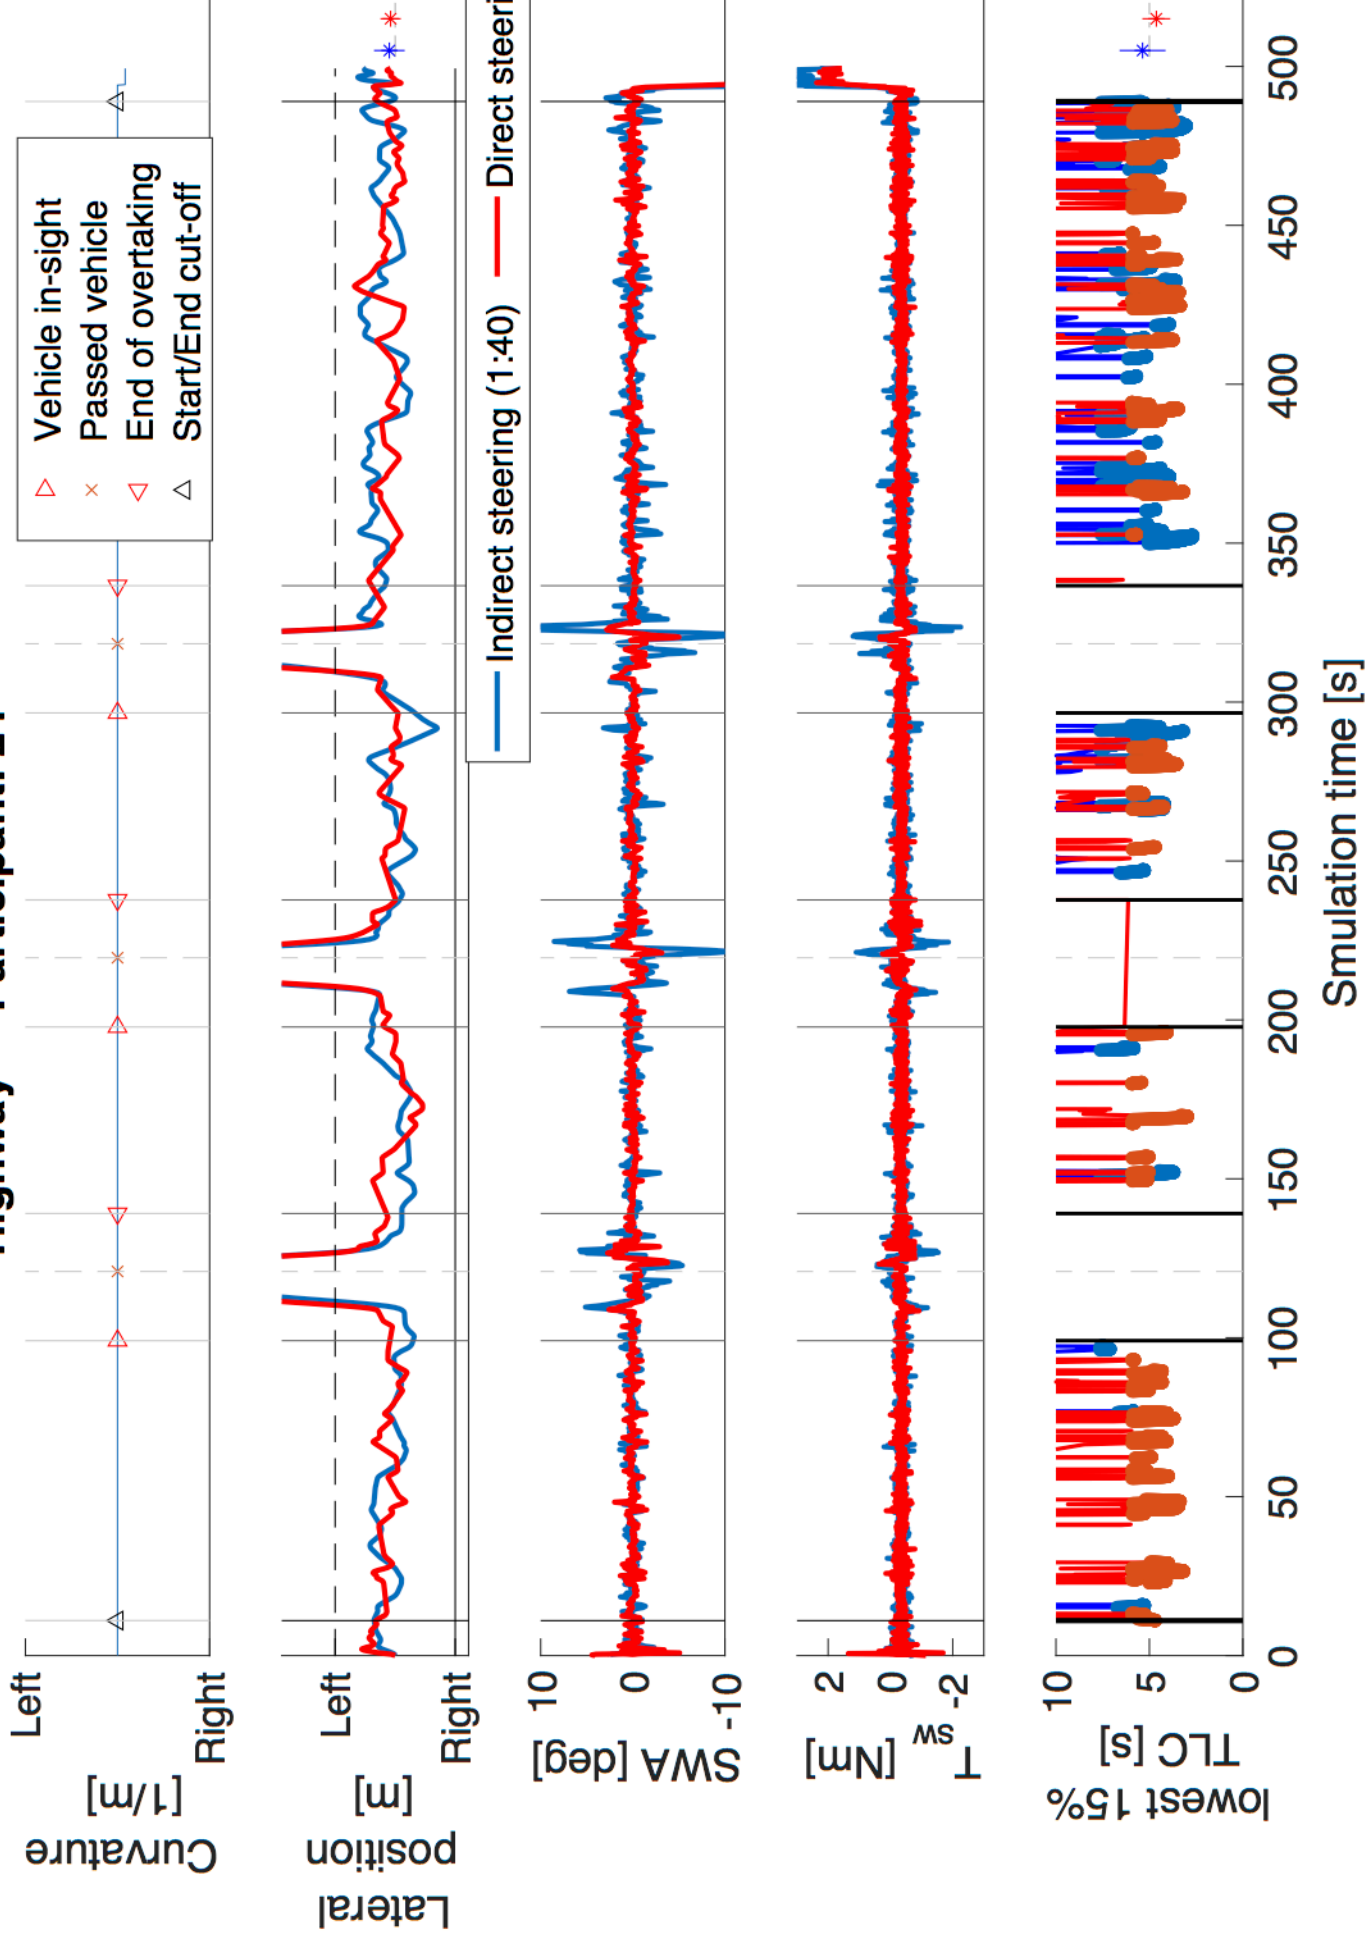 Highway - Participant: 21
Left
Right
Curvature
[1/m]
Vehicle in-sight
Passed vehicle
End of overtaking
Start/End cut-off
Left
Right
Lateral
position
[m]
Indirect steering (1:40)
Direct steeri
10
0
-10
SWA [deg]
2
0
-2
Tsw [Nm]
10
5
0
lowest 15%
TLC [s]
0
50
100
150
200
250
300
350
400
450
500
Smulation time [s]